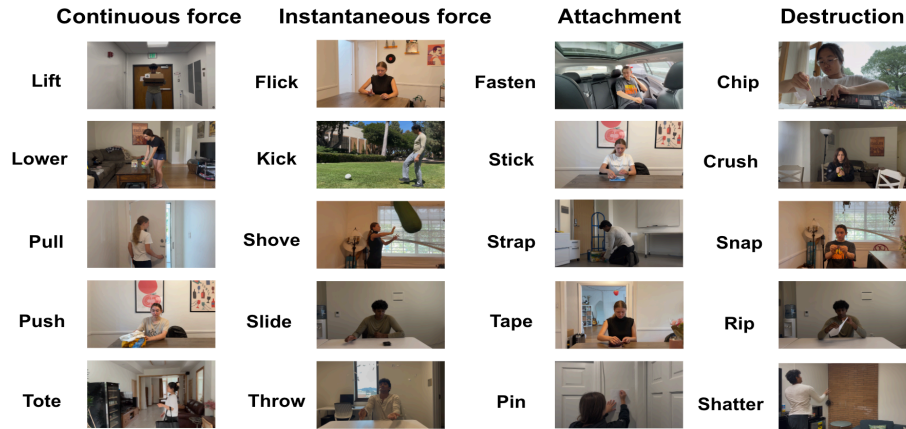 Continuous force
Instantaneous force
Attachment
Destruction
Lift
Flick
Fasten
Chip
Lower
Kick
Stick
Crush
Pull
Shove
Strap
Snap
Push
Slide
Tape
Rip
Tote
Throw
Pin
Shatter